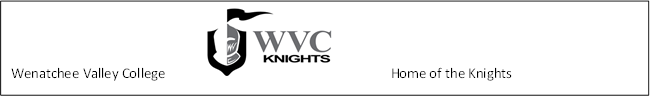 WVC
KNIGHTS
Wenatchee Valley College
Home of the Knights